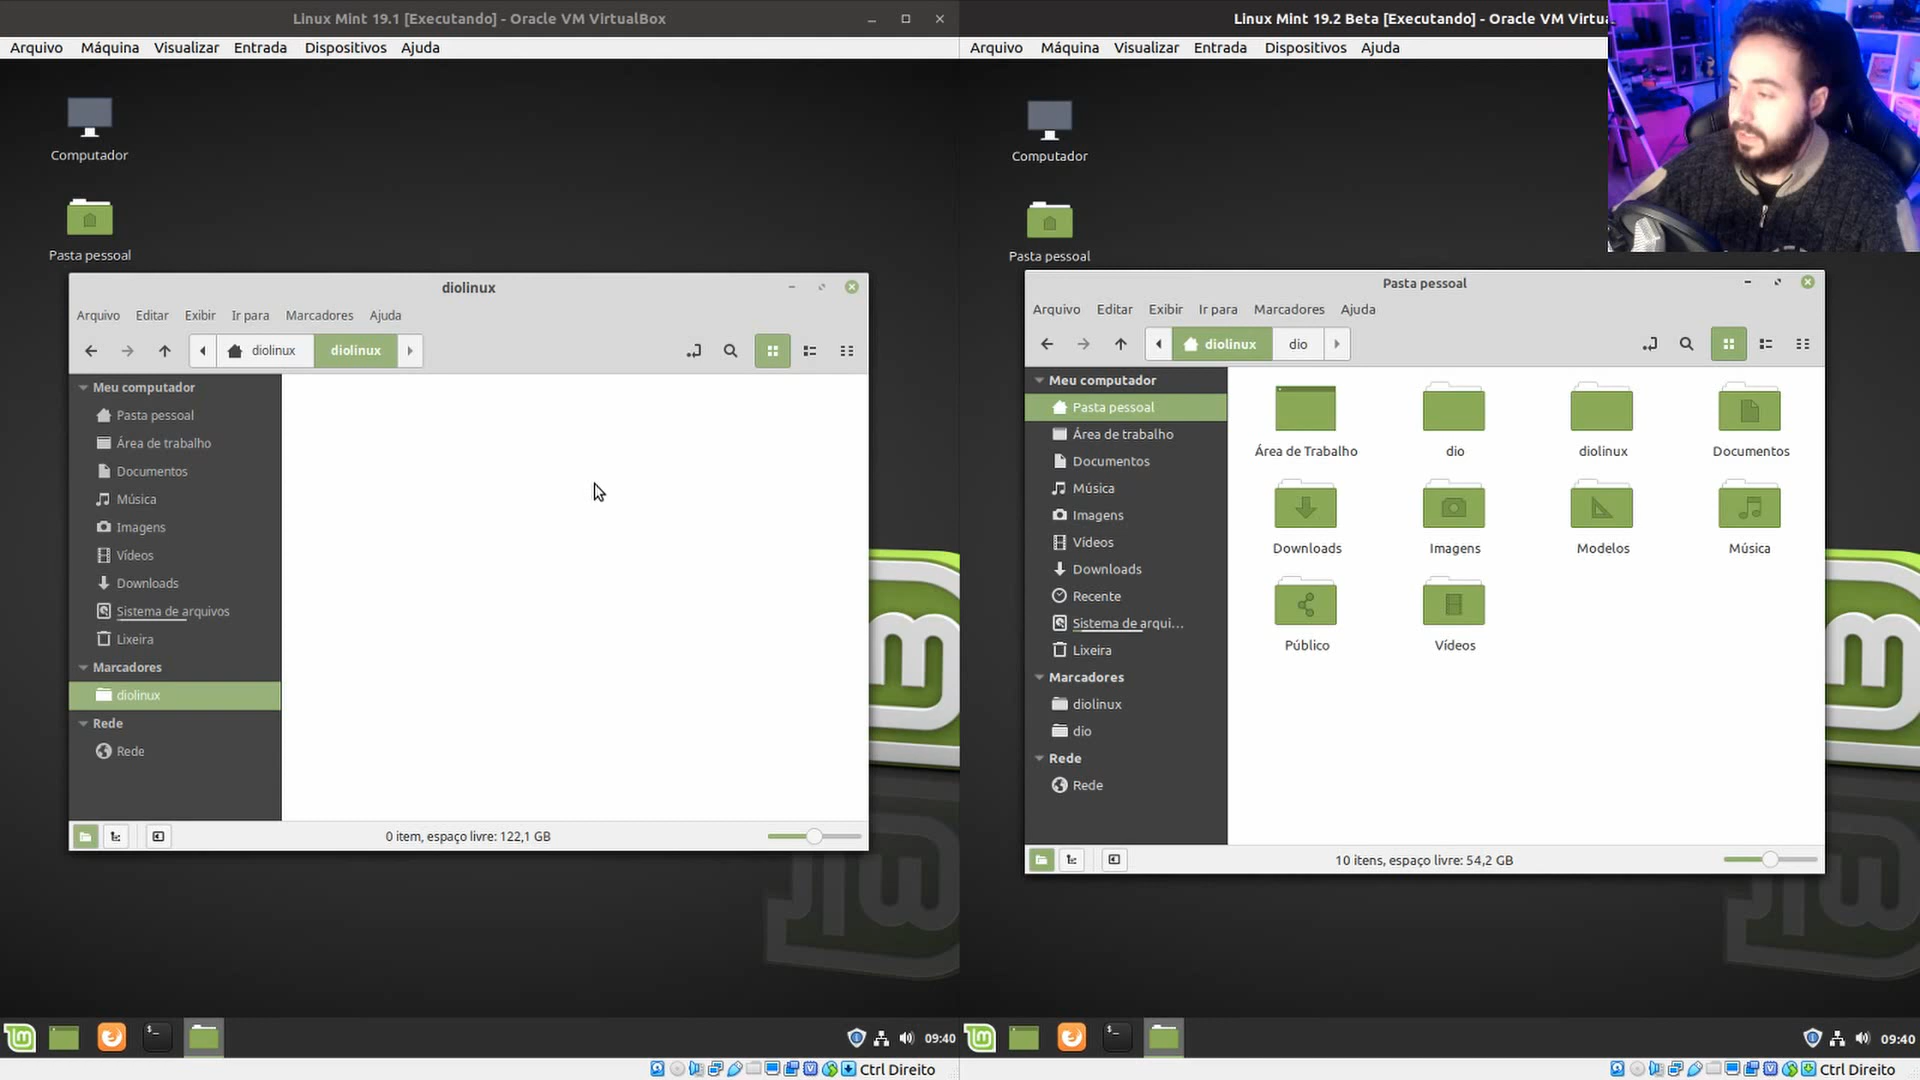 Linux Mint 19.1 [Executando] - Oracle VM VirtualBox
Arquivo Máquina Visualizar Entrada Dispositivos Ajuda
Computador
Pasta pessoal
diolinux
Arquivo Editar Exibir Ir para Marcadores Ajuda
diolinux diolinux
Meu computador
Pasta pessoal
Área de trabalho
Documentos
Música
Imagens
Vídeos
Downloads
Sistema de arquivos
Lixeira
Marcadores
diolinux
Rede
Rede
0 item, espaço livre: 122,1 GB
09:40
Ctrl Direito
Linux Mint 19.2 Beta [Executando] - Oracle VM Virtua
Arquivo Máquina Visualizar Entrada Dispositivos Ajuda
Computador
Pasta pessoal
Pasta pessoal
Arquivo Editar Exibir Ir para Marcadores Ajuda
diolinux dio
Meu computador
Pasta pessoal
Área de trabalho
Documentos
Música
Imagens
Vídeos
Downloads
Recente
Sistema de arqui...
Lixeira
Marcadores
diolinux
dio
Rede
Rede
Área de Trabalho dio diolinux Documentos
Downloads Imagens Modelos Música
Público Vídeos
10 itens, espaço livre: 54,2 GB
09:40
Ctrl Direito